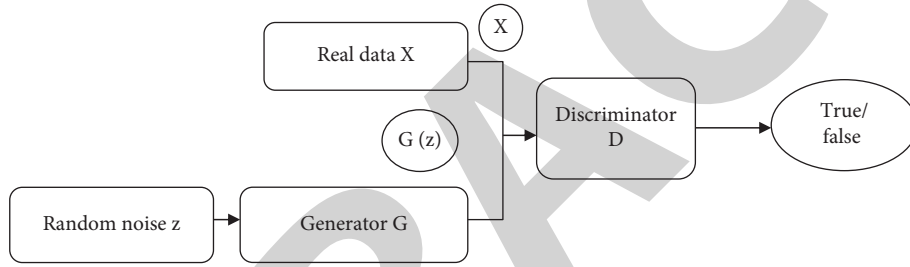 X
Real data X
Discriminator
D
True/
false
G (z)
Random noise z
Generator G